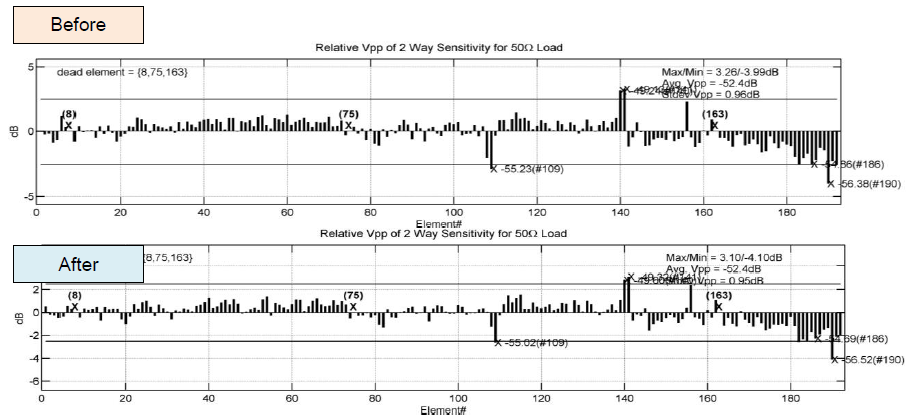 Before
Relative Vpp of 2 Way Sensitivity for 50Ω Load
dead element = {8,75,163}
Max/Min = 3.26/-3.99dB
Avg. Vpp = -52.4dB
Stdev Vpp = 0.96dB
(8)
(75)
(163)
-55.23(#109)
-54.86(#186)
-56.38(#190)
dB
5
0
-5
0 20 40 60 80 100 120 140 160 180
Element#
After
Relative Vpp of 2 Way Sensitivity for 50Ω Load
{8,75,163}
Max/Min = 3.10/-4.10dB
Avg. Vpp = -52.4dB
Vpp = 0.95dB
(8)
(75)
(163)
-55.02(#109)
-54.69(#186)
-56.52(#190)
dB
2
0
-2
-4
-6
0 20 40 60 80 100 120 140 160 180
Element#